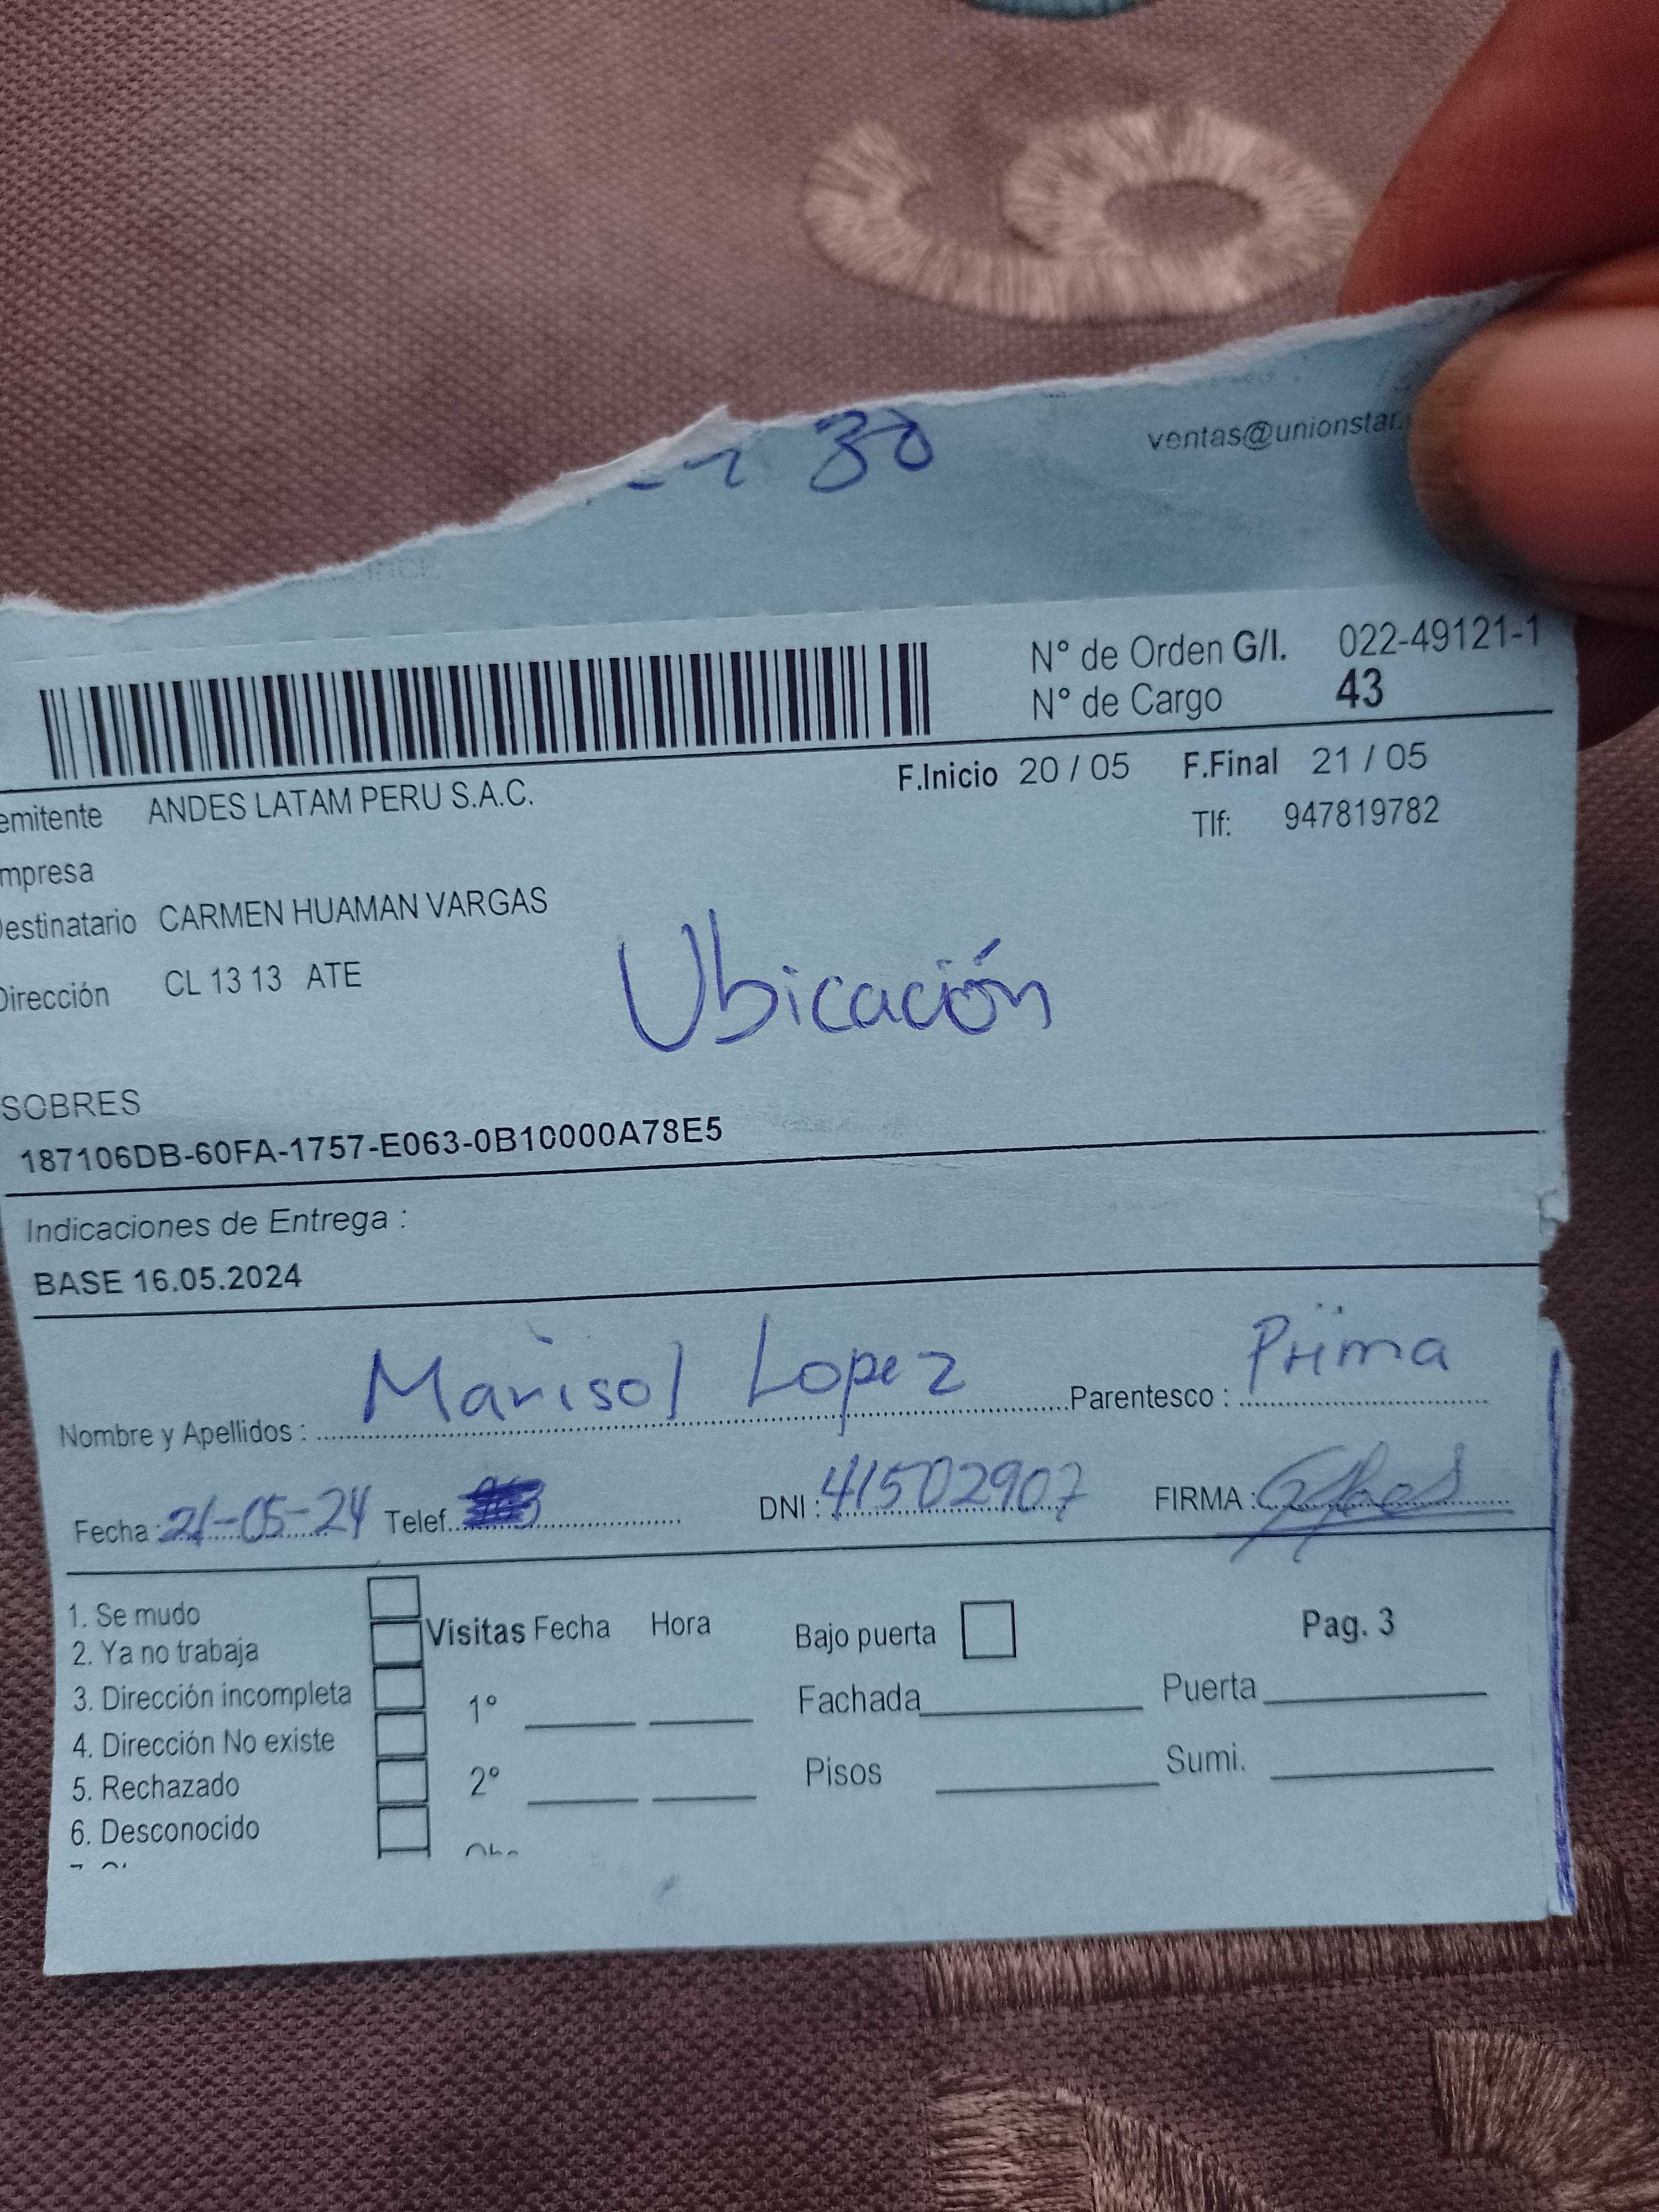 30
ventas@unionstar.
N° de Orden G/I. 022-49121-1
N° de Cargo 43
F.Inicio 20 / 05 F.Final 21 / 05
emitente ANDES LATAM PERU S.A.C.
Tlf: 947819782
mpresa
Destinatario CARMEN HUAMAN VARGAS
Dirección CL 13 13 ATE
Ubicación
SOBRES
187106DB-60FA-1757-E063-0B10000A78E5
Indicaciones de Entrega :
BASE 16.05.2024
Nombre y Apellidos : Marisol Lopez Parentesco : Prima
Fecha : 21-05-24 Telef. DNI : 41502907 FIRMA :
1. Se mudo
2. Ya no trabaja
3. Dirección incompleta
4. Dirección No existe
5. Rechazado
6. Desconocido
Visitas Fecha Hora
1°
2°
Bajo puerta
Pag. 3
Fachada Puerta
Pisos Sumi.